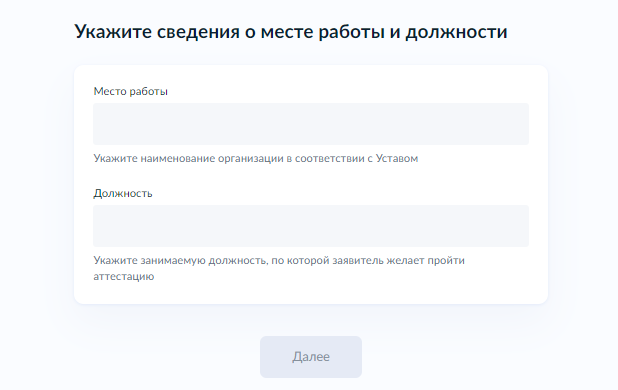 Укажите сведения о месте работы и должности
Место работы
Укажите наименование организации в соответствии с Уставом
Должность
Укажите занимаемую должность, по которой заявитель желает пройти
аттестацию
Далее